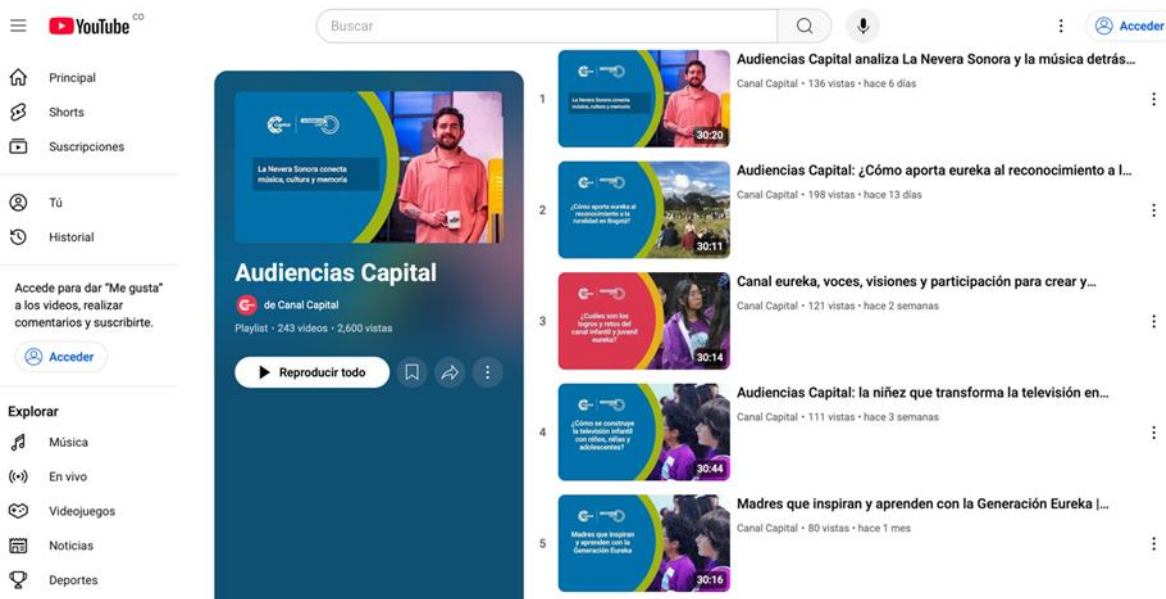 YouTube CO
Buscar
Acceder
Principal
Shorts
Suscripciones
Tú
Historial
Accede para dar “Me gusta”
a los videos, realizar
comentarios y suscribirte.
Acceder
Explorar
Música
En vivo
Videojuegos
Noticias
Deportes
Capital
La Nevera Sonora conecta
música, cultura y memoria
Audiencias Capital
de Canal Capital
Playlist • 243 videos • 2,600 vistas
Reproducir todo
1
La Nevera Sonora conecta
música, cultura y memoria
30:20
Audiencias Capital analiza La Nevera Sonora y la música detrás...
Canal Capital • 136 vistas • hace 6 días
2
¿Cómo aporta eureka al
reconocimiento a la
ruralidad en Bogotá?
30:11
Audiencias Capital: ¿Cómo aporta eureka al reconocimiento a l...
Canal Capital • 198 vistas • hace 13 días
3
¿Cuáles son los
logros y retos del
canal infantil y juvenil
eureka?
30:14
Canal eureka, voces, visiones y participación para crear y...
Canal Capital • 121 vistas • hace 2 semanas
4
¿Cómo se construye
la televisión infantil
con niños, niñas y
adolescentes?
30:44
Audiencias Capital: la niñez que transforma la televisión en...
Canal Capital • 111 vistas • hace 3 semanas
5
Madres que inspiran
y aprenden con la
Generación Eureka
30:16
Madres que inspiran y aprenden con la Generación Eureka |...
Canal Capital • 80 vistas • hace 1 mes